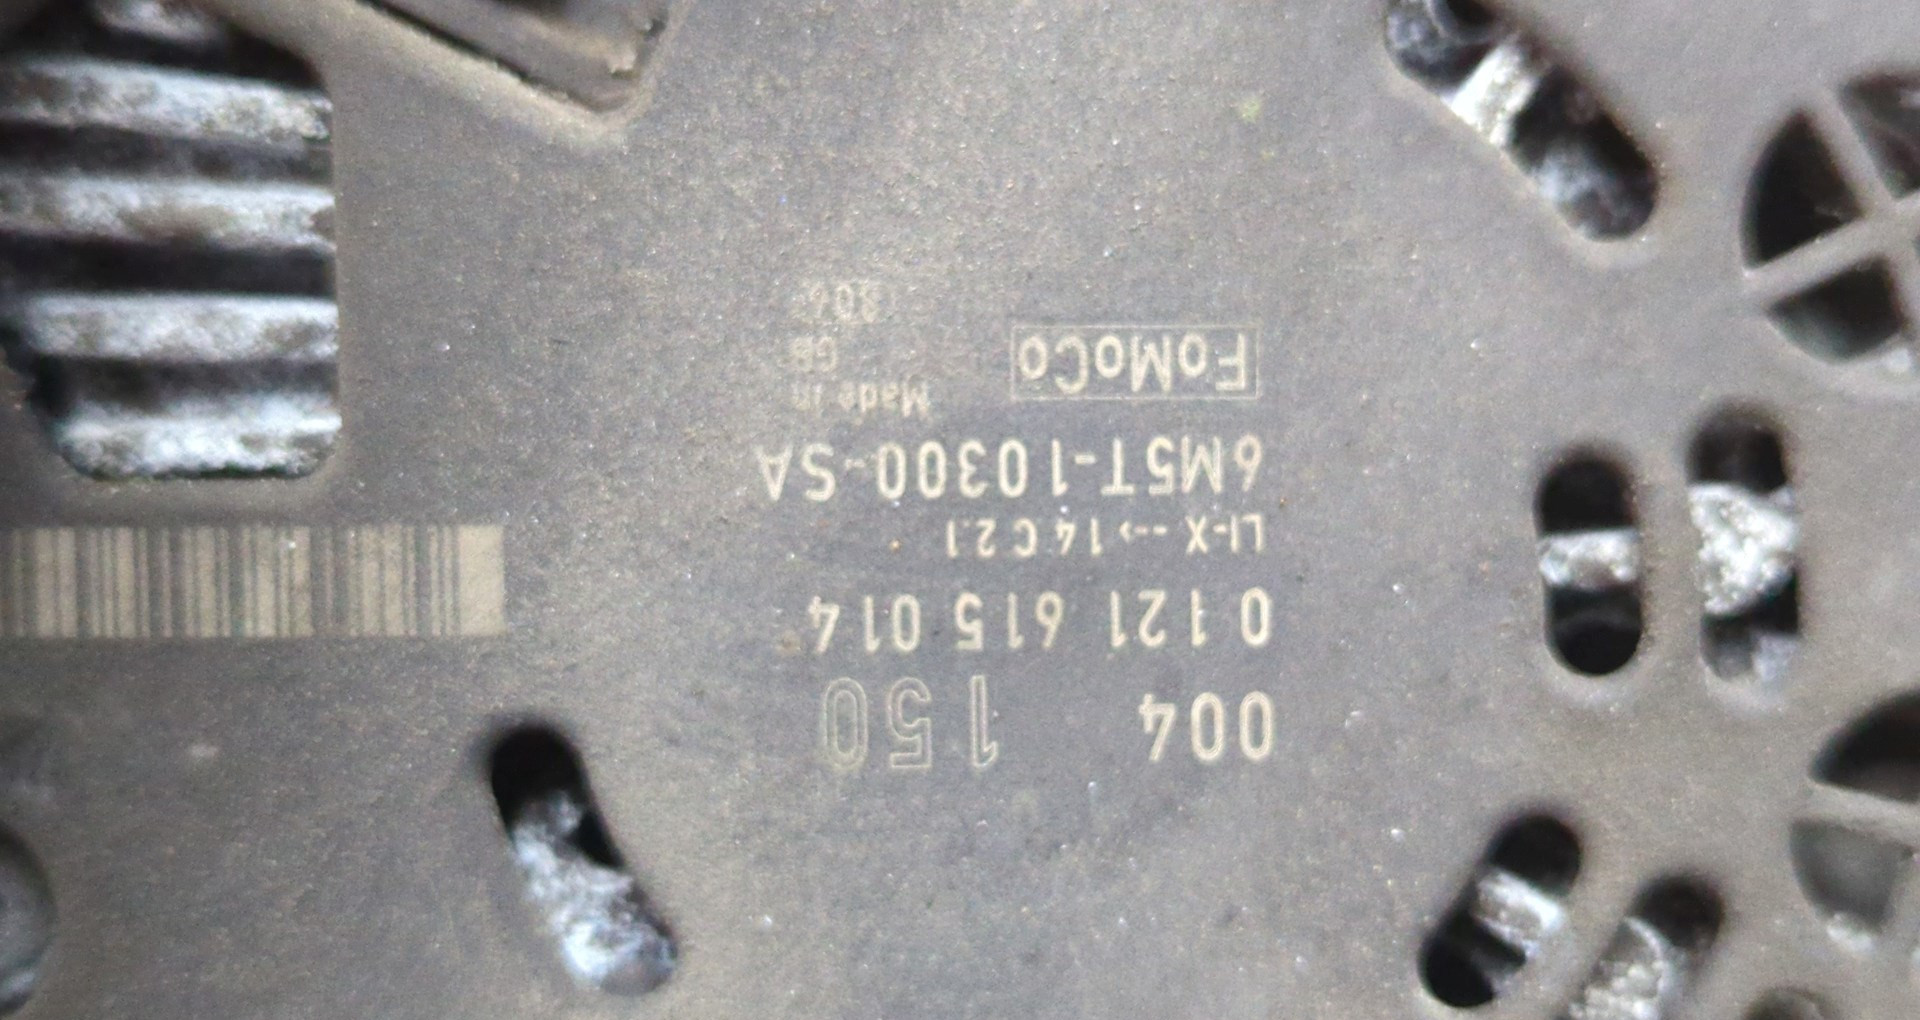 004 150
0 121 615 014
LI-X --> 14 C 2.1
6M5T-10300-SA
FoMoCo Made in
GB